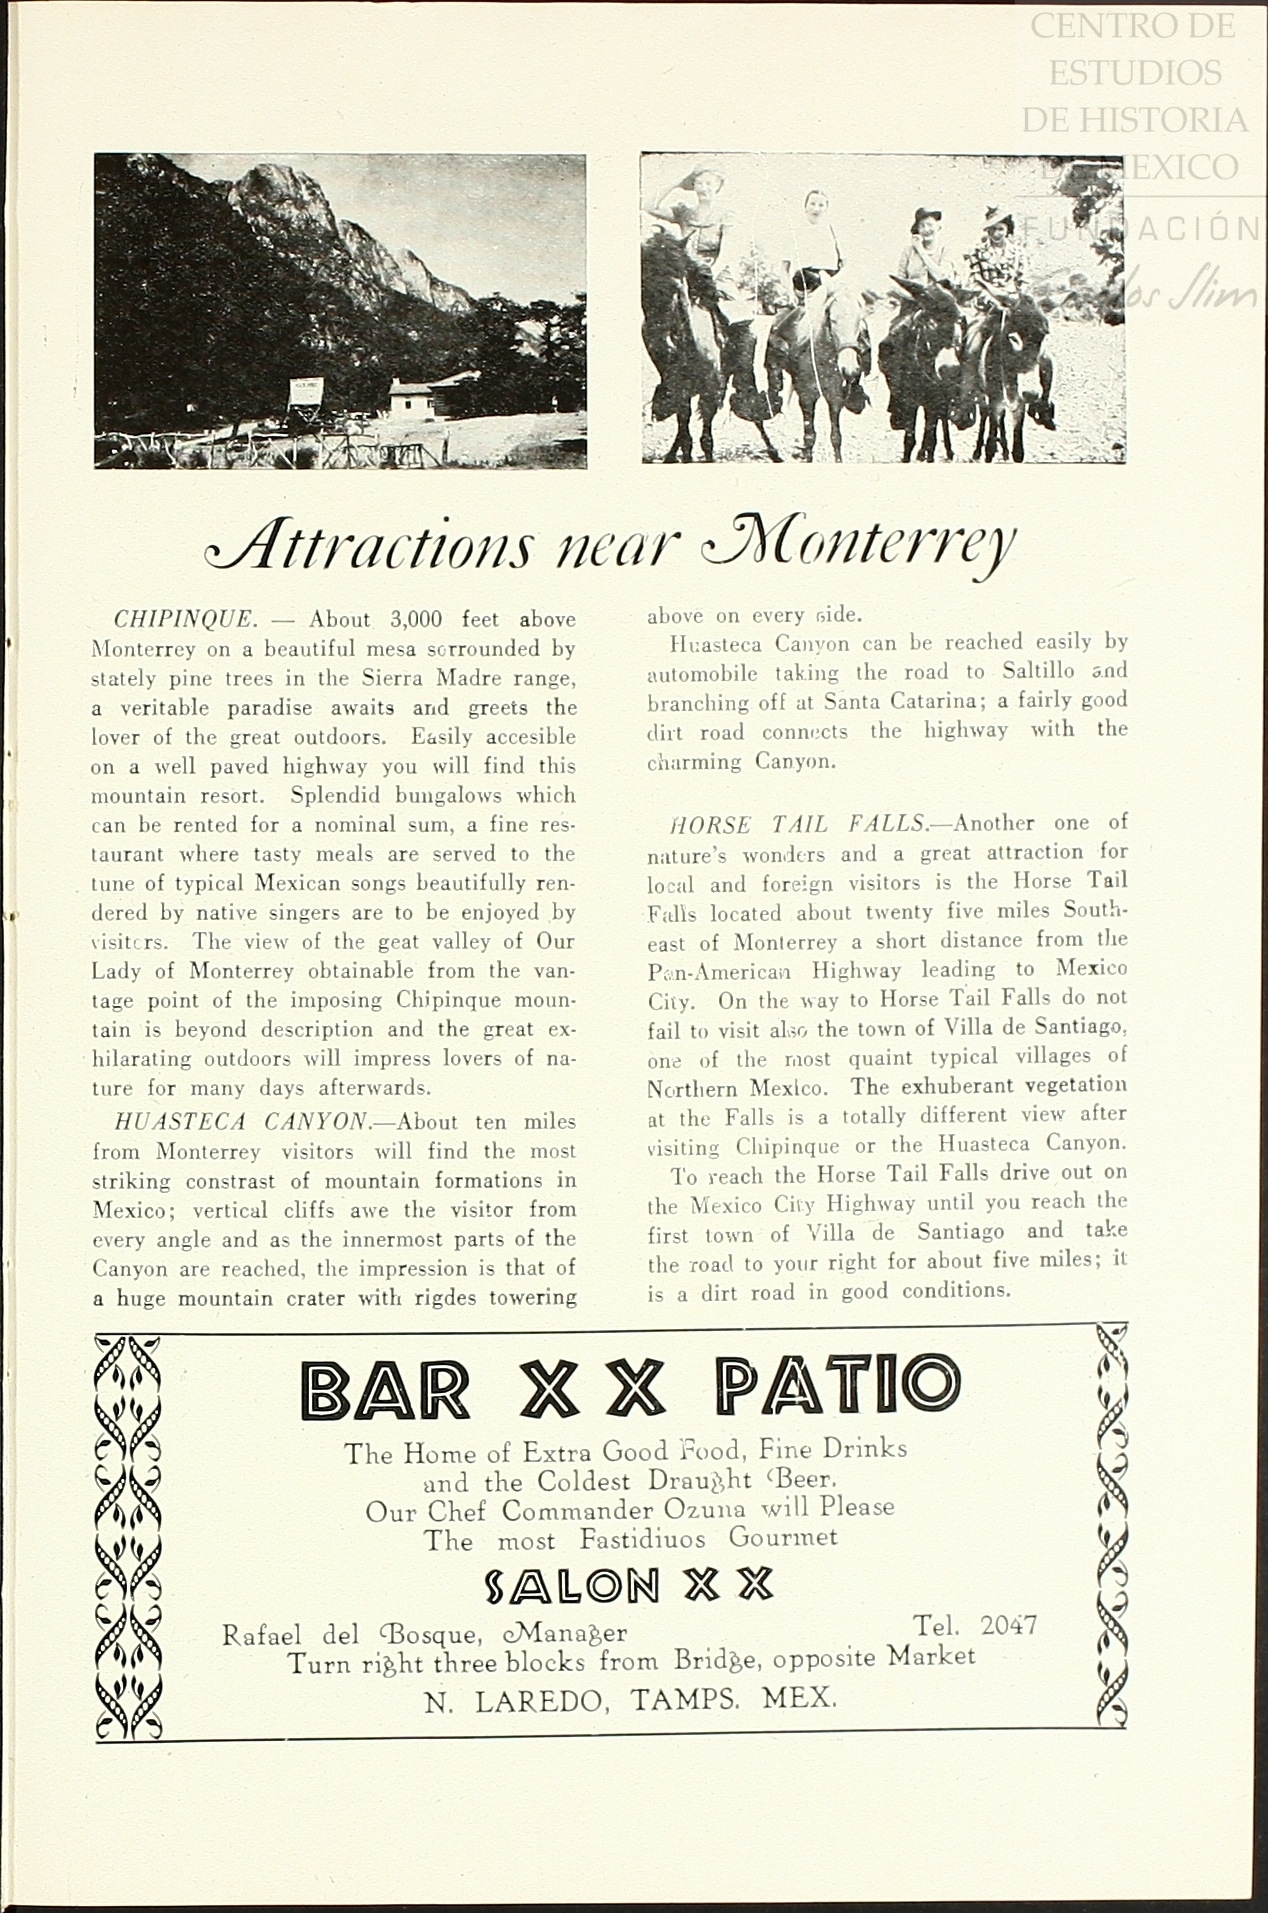 CENTRO DE
ESTUDIOS
DE HISTORIA
DE MEXICO
FUNDACIÓN
Carlos Slim
Attractions near Monterrey
CHIPINQUE. — About 3,000 feet above
Monterrey on a beautiful mesa sorrounded by
stately pine trees in the Sierra Madre range,
a veritable paradise awaits and greets the
lover of the great outdoors. Easily accesible
on a well paved highway you will find this
mountain resort. Splendid bungalows which
can be rented for a nominal sum, a fine res-
taurant where tasty meals are served to the
tune of typical Mexican songs beautifully ren-
dered by native singers are to be enjoyed by
visitors. The view of the geat valley of Our
Lady of Monterrey obtainable from the van-
tage point of the imposing Chipinque moun-
tain is beyond description and the great ex-
hilarating outdoors will impress lovers of na-
ture for many days afterwards.
HUASTECA CANYON.—About ten miles
from Monterrey visitors will find the most
striking constrast of mountain formations in
Mexico; vertical cliffs awe the visitor from
every angle and as the innermost parts of the
Canyon are reached, the impression is that of
a huge mountain crater with rigdes towering
above on every side.
Huasteca Canyon can be reached easily by
automobile taking the road to Saltillo and
branching off at Santa Catarina; a fairly good
dirt road connects the highway with the
charming Canyon.
HORSE TAIL FALLS.—Another one of
nature's wonders and a great attraction for
local and foreign visitors is the Horse Tail
Falls located about twenty five miles South-
east of Monterrey a short distance from the
Pan-American Highway leading to Mexico
City. On the way to Horse Tail Falls do not
fail to visit also the town of Villa de Santiago,
one of the most quaint typical villages of
Northern Mexico. The exhuberant vegetation
at the Falls is a totally different view after
visiting Chipinque or the Huasteca Canyon.
To reach the Horse Tail Falls drive out on
the Mexico City Highway until you reach the
first town of Villa de Santiago and take
the road to your right for about five miles; it
is a dirt road in good conditions.
BAR XX PATIO
The Home of Extra Good Food, Fine Drinks
and the Coldest Draught Beer.
Our Chef Commander Ozuna will Please
The most Fastidiuos Gourmet
SALON XX
Rafael del Bosque, Manager Tel. 2047
Turn right three blocks from Bridge, opposite Market
N. LAREDO, TAMPS. MEX.